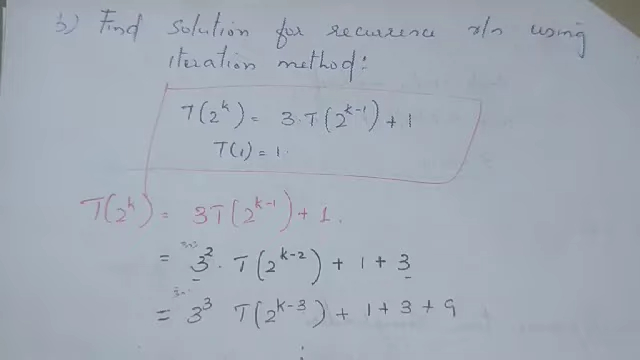 3) Find solution for recurrence r/n using
iteration method:
T(2^k) = 3.T(2^{k-1}) + 1
T(1) = 1.
T(2^k) = 3T(2^{k-1}) + 1.
= 3^2. T(2^{k-2}) + 1 + 3
= 3^3 T(2^{k-3}) + 1 + 3 + 9
⋮